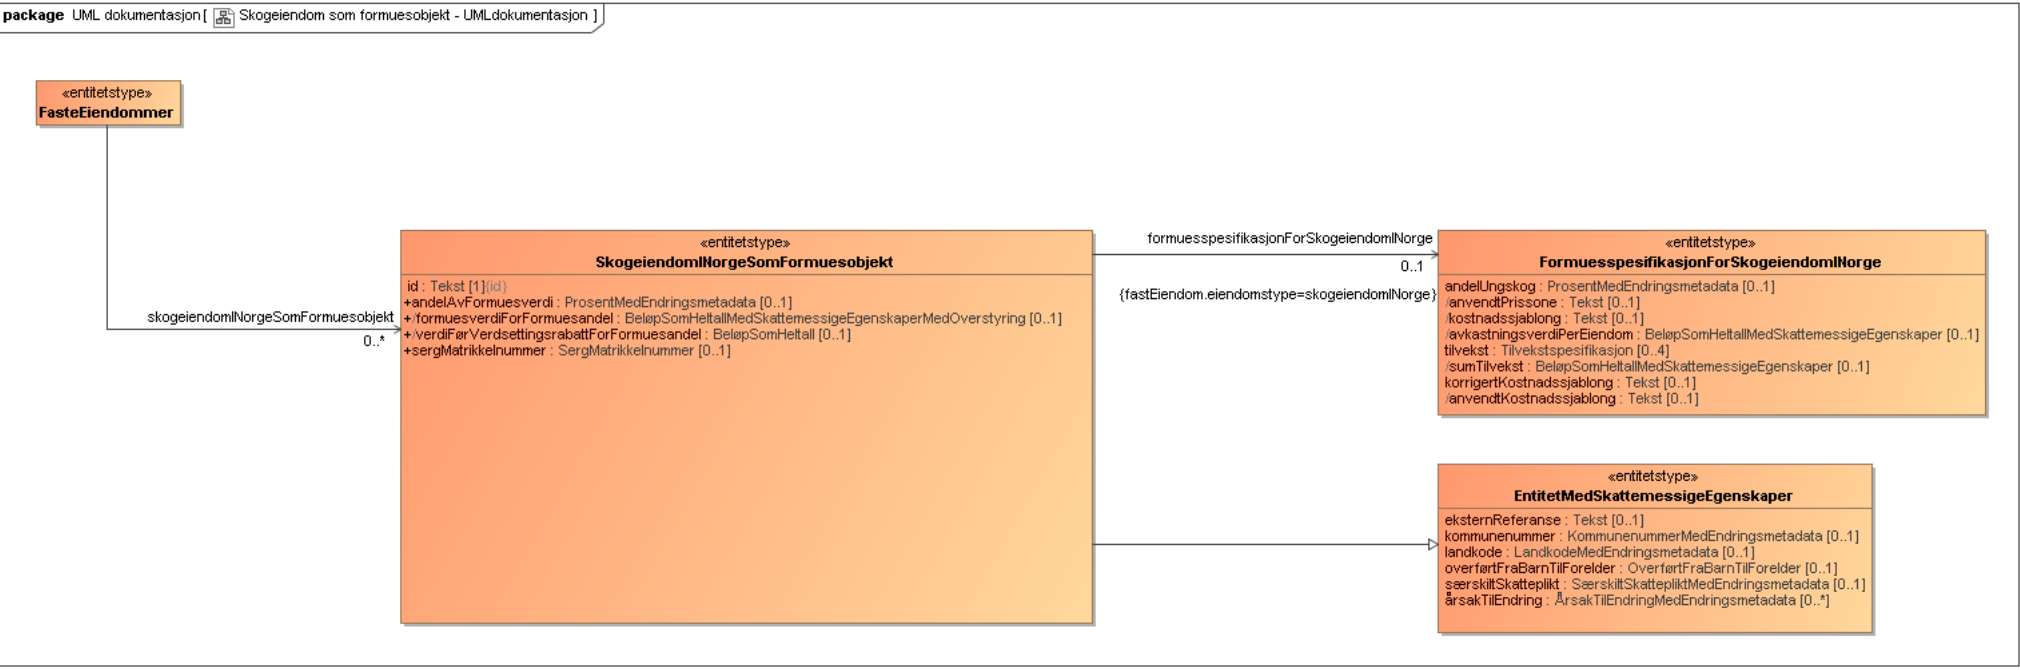 package UML dokumentasjon [ Skogeiendom som formuesobjekt - UMLdokumentasjon ]
«entitetstype»
FasteEiendommer
skogeiendomINorgeSomFormuesobjekt
0..*
«entitetstype»
SkogeiendomINorgeSomFormuesobjekt
id : Tekst [1]{id}
+andelAvFormuesverdi : ProsentMedEndringsmetadata [0..1]
+/formuesverdiForFormuesandel : BeløpSomHeltallMedSkattemessigeEgenskaperMedOverstyring [0..1]
+/verdiFørVerdsettingsrabattForFormuesandel : BeløpSomHeltall [0..1]
+sergMatrikkelnummer : SergMatrikkelnummer [0..1]
formuesspesifikasjonForSkogeiendomINorge
0..1
{fastEiendom.eiendomstype=skogeiendomINorge}
«entitetstype»
FormuesspesifikasjonForSkogeiendomINorge
andelUngskog : ProsentMedEndringsmetadata [0..1]
/anvendtPrissone : Tekst [0..1]
/kostnadssjablong : Tekst [0..1]
/avkastningsverdiPerEiendom : BeløpSomHeltallMedSkattemessigeEgenskaper [0..1]
tilvekst : Tilvekstspesifikasjon [0..4]
/sumTilvekst : BeløpSomHeltallMedSkattemessigeEgenskaper [0..1]
korrigertKostnadssjablong : Tekst [0..1]
/anvendtKostnadssjablong : Tekst [0..1]
«entitetstype»
EntitetMedSkattemessigeEgenskaper
eksternReferanse : Tekst [0..1]
kommunenummer : KommunenummerMedEndringsmetadata [0..1]
landkode : LandkodeMedEndringsmetadata [0..1]
overførtFraBarnTilForelder : OverførtFraBarnTilForelder [0..1]
særskiltSkatteplikt : SærskiltSkattepliktMedEndringsmetadata [0..1]
årsakTilEndring : ÅrsakTilEndringMedEndringsmetadata [0..*]